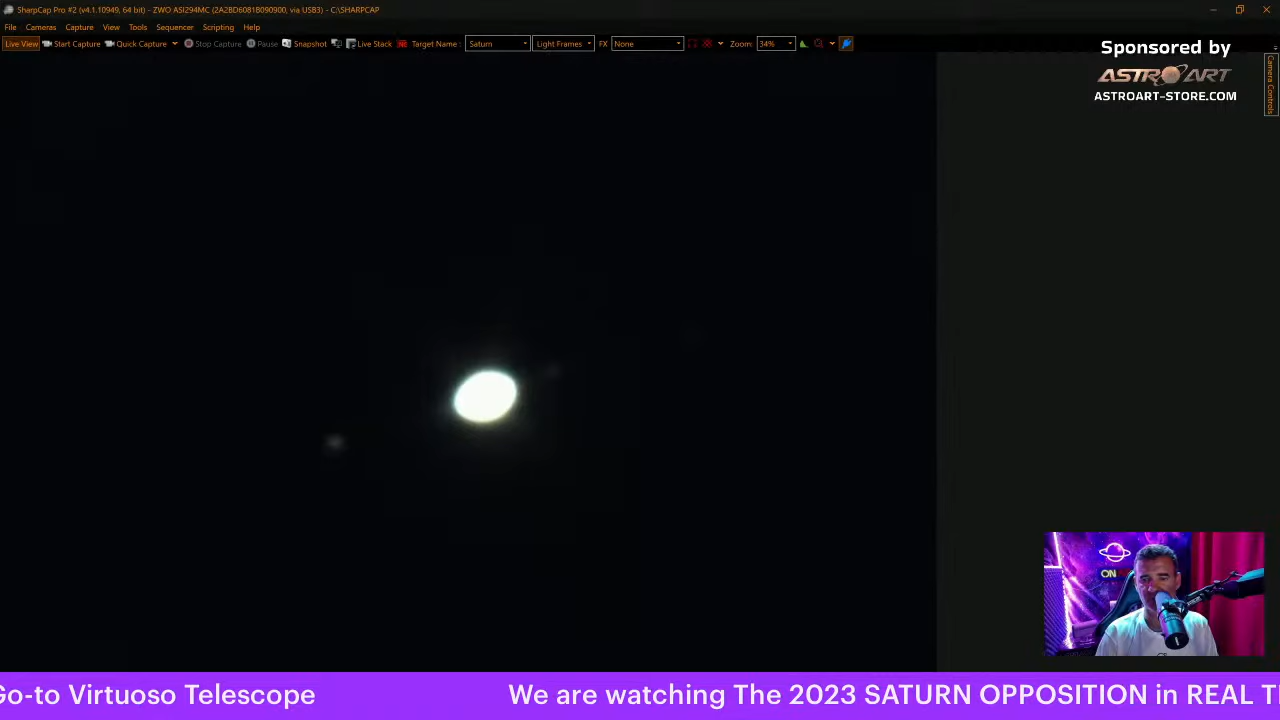 SharpCap Pro #2 (v4.1.10949, 64 bit) - ZWO ASI294MC (2A2BD6081B090900, via USB3) - C:\SHARPCAP
File Cameras Capture View Tools Sequencer Scripting Help
Live View Start Capture Quick Capture Stop Capture Pause Snapshot Live Stack Target Name : Saturn Light Frames FX None Zoom: 34%
Sponsored by
ASTROART
ASTROART-STORE.COM
Camera Controls
ON
Go-to Virtuoso Telescope We are watching The 2023 SATURN OPPOSITION in REAL